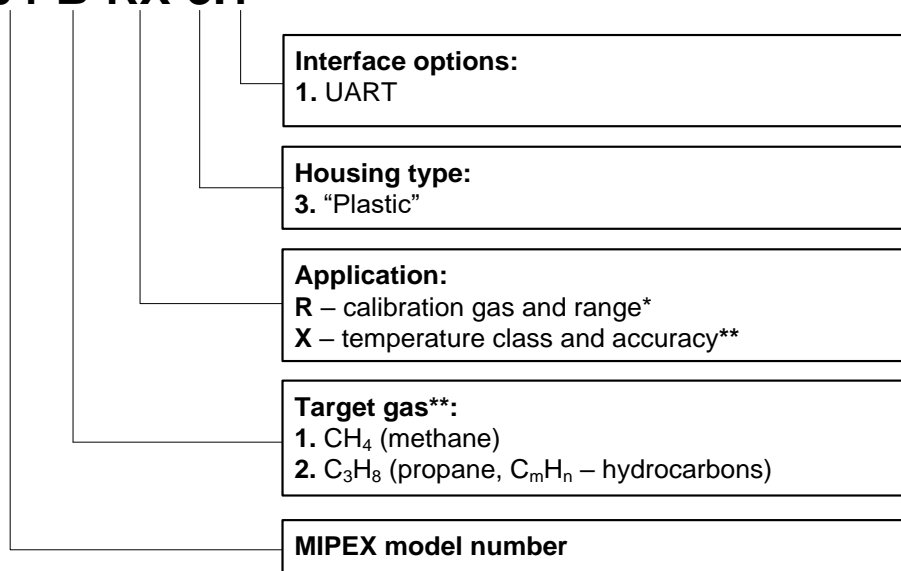 Interface options:
1. UART
Housing type:
3. “Plastic”
Application:
R – calibration gas and range*
X – temperature class and accuracy**
Target gas**:
1. CH₄ (methane)
2. C₃H₈ (propane, CₘHₙ – hydrocarbons)
MIPEX model number